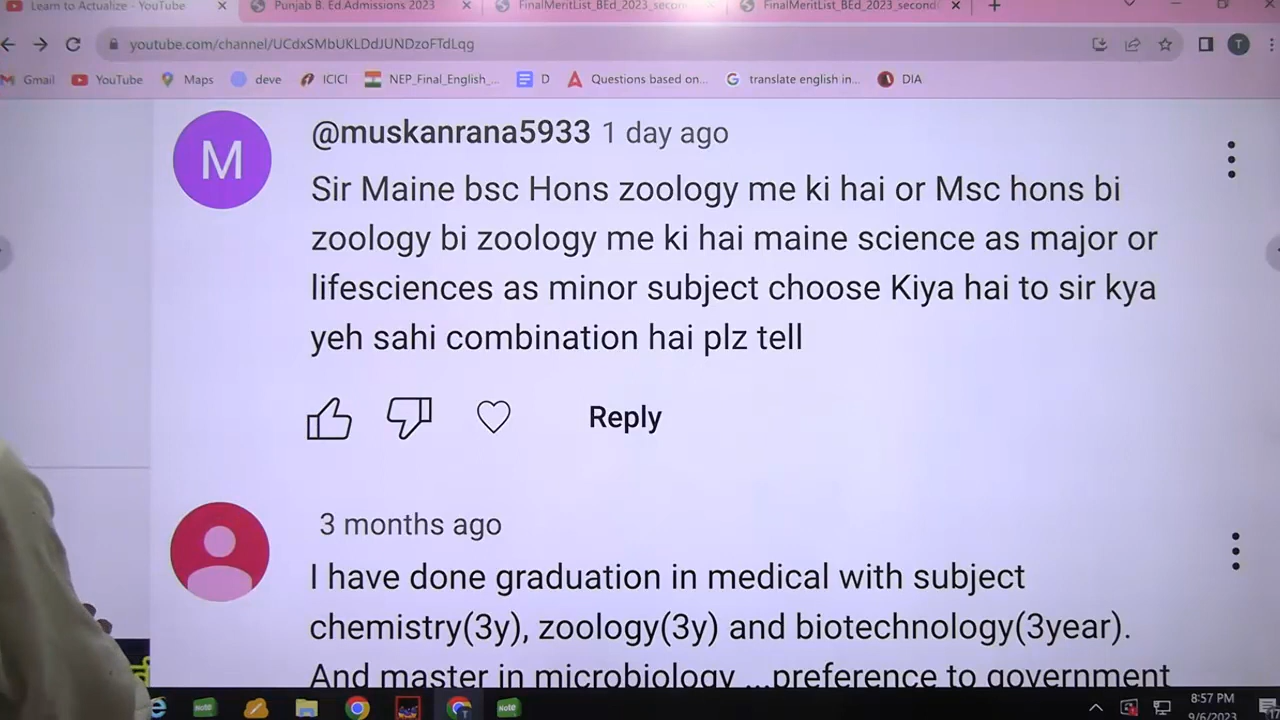 Learn to Actualize - YouTube
Punjab B. Ed.Admissions 2023
FinalMeritList_BEd_2023_secon
FinalMeritList_BEd_2023_second
youtube.com/channel/UCdxSMbUKLDdJUNDzoFTdLqg
T
Gmail
YouTube
Maps
deve
ICICI
NEP_Final_English_...
D
Questions based on...
translate english in...
DIA
M
@muskanrana5933 1 day ago
Sir Maine bsc Hons zoology me ki hai or Msc hons bi
zoology bi zoology me ki hai maine science as major or
lifesciences as minor subject choose Kiya hai to sir kya
yeh sahi combination hai plz tell
Reply
3 months ago
I have done graduation in medical with subject
chemistry(3y), zoology(3y) and biotechnology(3year).
And master in microbiology ...preference to government
Note
Note
8:57 PM
9/6/2023